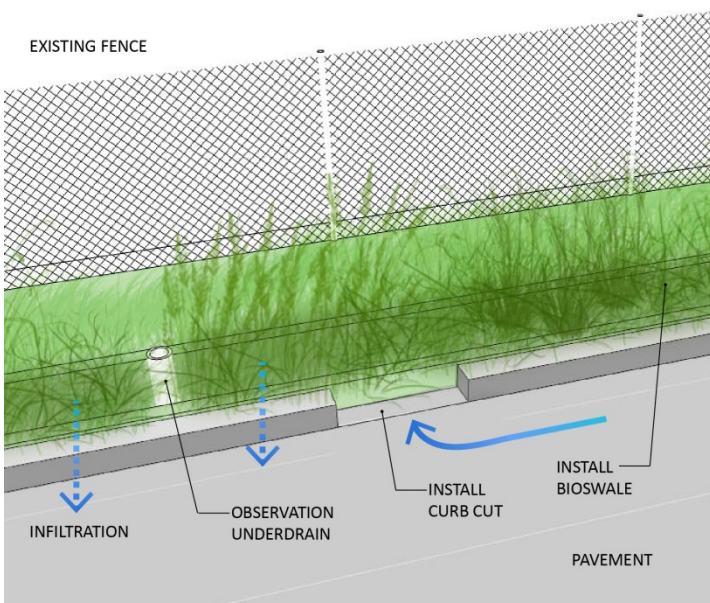 EXISTING FENCE
INFILTRATION
OBSERVATION
UNDERDRAIN
INSTALL
CURB CUT
INSTALL
BIOSWALE
PAVEMENT